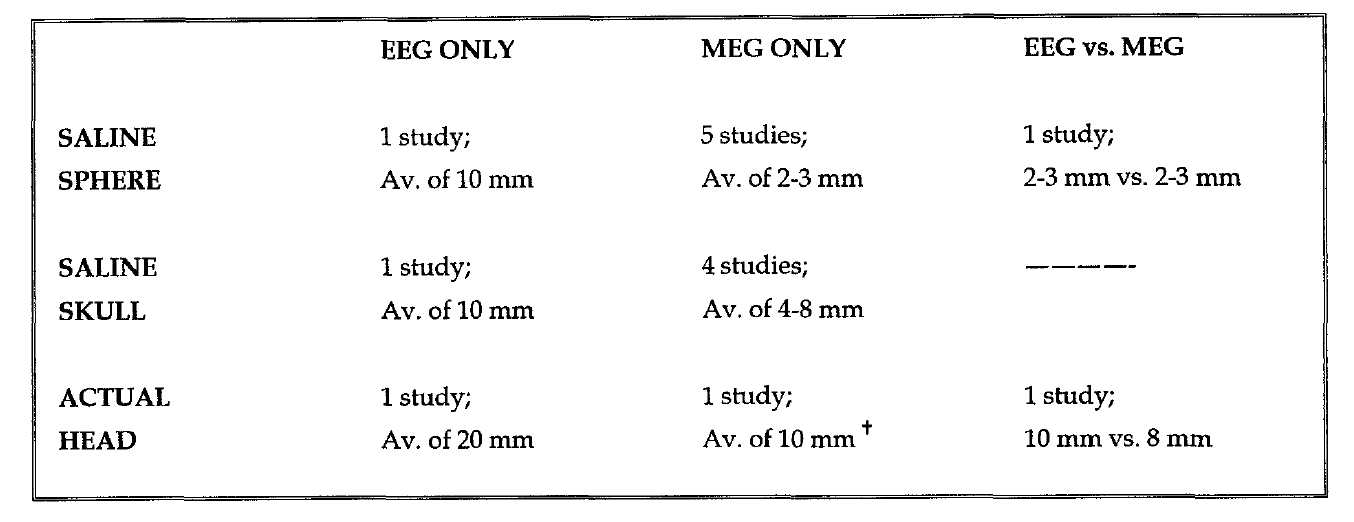 EEG ONLY MEG ONLY EEG vs. MEG
SALINE 1 study; 5 studies; 1 study;
SPHERE Av. of 10 mm Av. of 2-3 mm 2-3 mm vs. 2-3 mm
SALINE 1 study; 4 studies; — — — — -
SKULL Av. of 10 mm Av. of 4-8 mm
ACTUAL 1 study; 1 study; 1 study;
HEAD Av. of 20 mm Av. of 10 mm † 10 mm vs. 8 mm